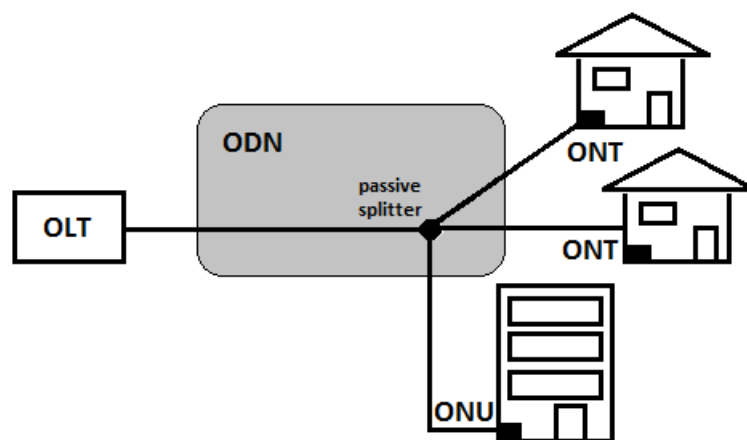 ODN
ONT
passive
splitter
OLT
ONT
ONU